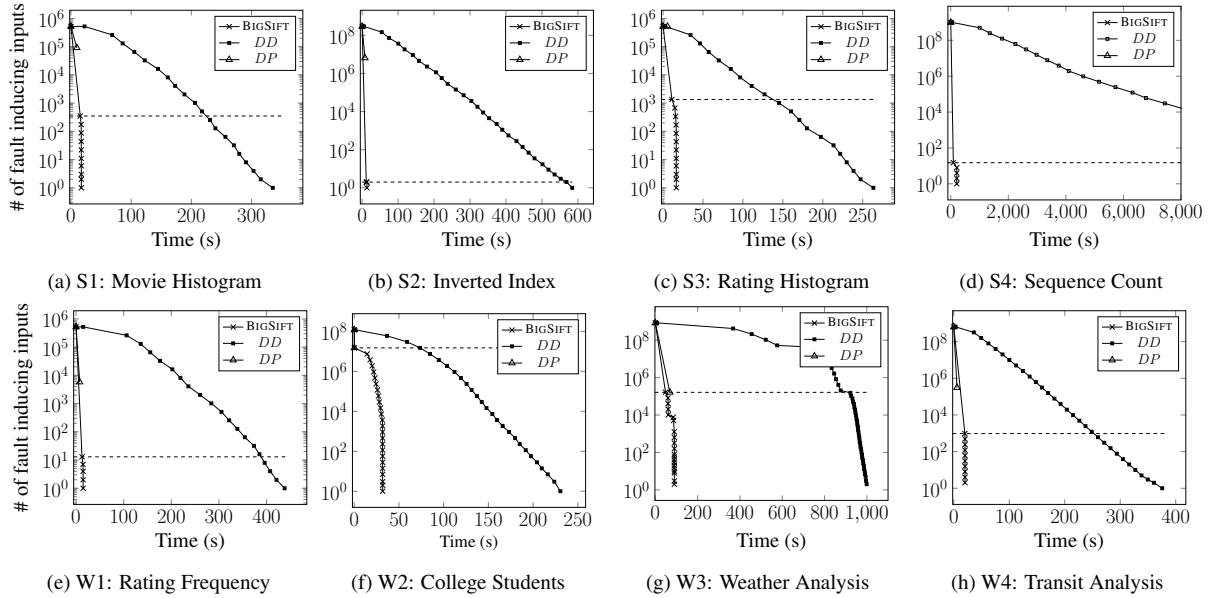 # of fault inducing inputs
10^6
10^5
10^4
10^3
10^2
10^1
10^0
BIGSIFT
DD
DP
0 200
Time (s)
(a) S1: Movie Histogram
10^8
10^6
10^4
10^2
10^0
BIGSIFT
DD
DP
0 100 200 300 400 500 600
Time (s)
(b) S2: Inverted Index
10^6
10^5
10^4
10^3
10^2
10^1
10^0
BIGSIFT
DD
DP
0 50 100 150 200 250
Time (s)
(c) S3: Rating Histogram
10^8
10^6
10^4
10^2
10^0
BIGSIFT
DD
DP
0 2,000 4,000 6,000 8,000
Time (s)
(d) S4: Sequence Count
# of fault inducing inputs
10^6
10^5
10^4
10^3
10^2
10^1
10^0
BIGSIFT
DD
DP
0 100 200 300 400
Time (s)
(e) W1: Rating Frequency
10^8
10^6
10^4
10^2
10^0
BIGSIFT
DD
DP
0 50 100 150 200 250
Time (s)
(f) W2: College Students
10^8
10^6
10^4
10^2
10^0
BIGSIFT
DD
DP
0 200 400 600 800 1,000
Time (s)
(g) W3: Weather Analysis
10^8
10^6
10^4
10^2
10^0
BIGSIFT
DD
DP
0 100 200 300 400
Time (s)
(h) W4: Transit Analysis